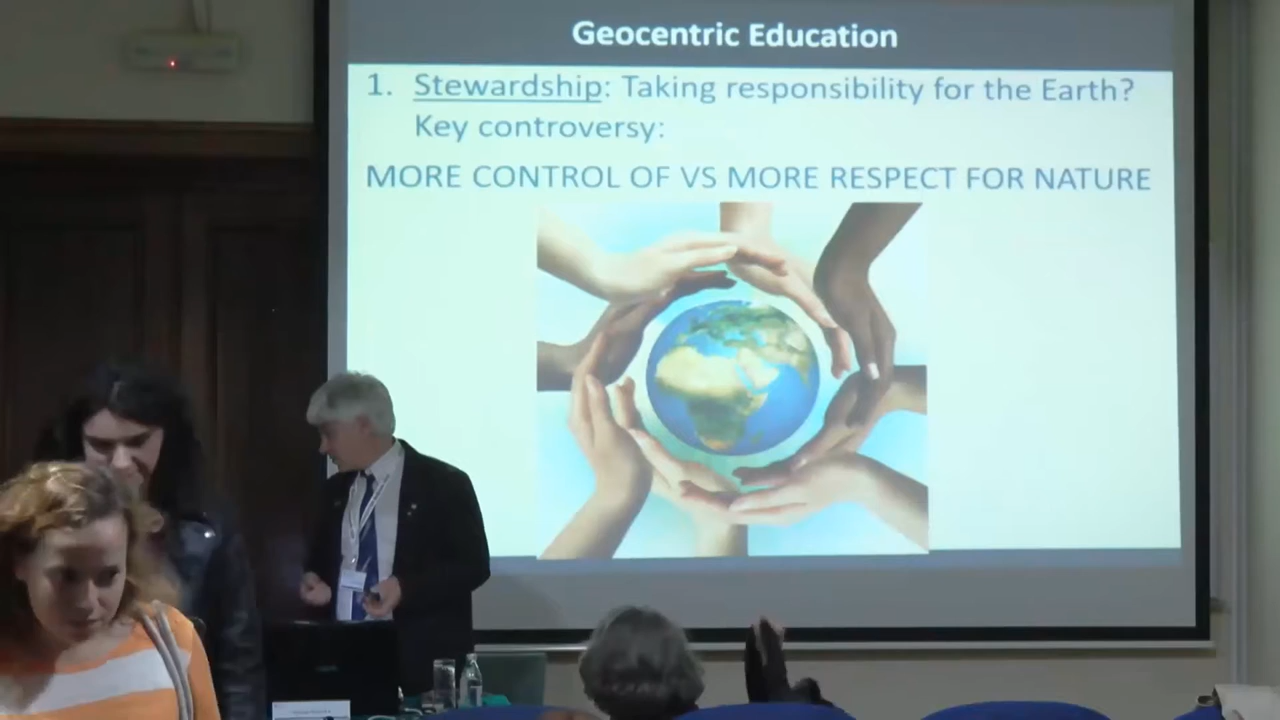 Geocentric Education
1. Stewardship: Taking responsibility for the Earth?
Key controversy:
MORE CONTROL OF VS MORE RESPECT FOR NATURE